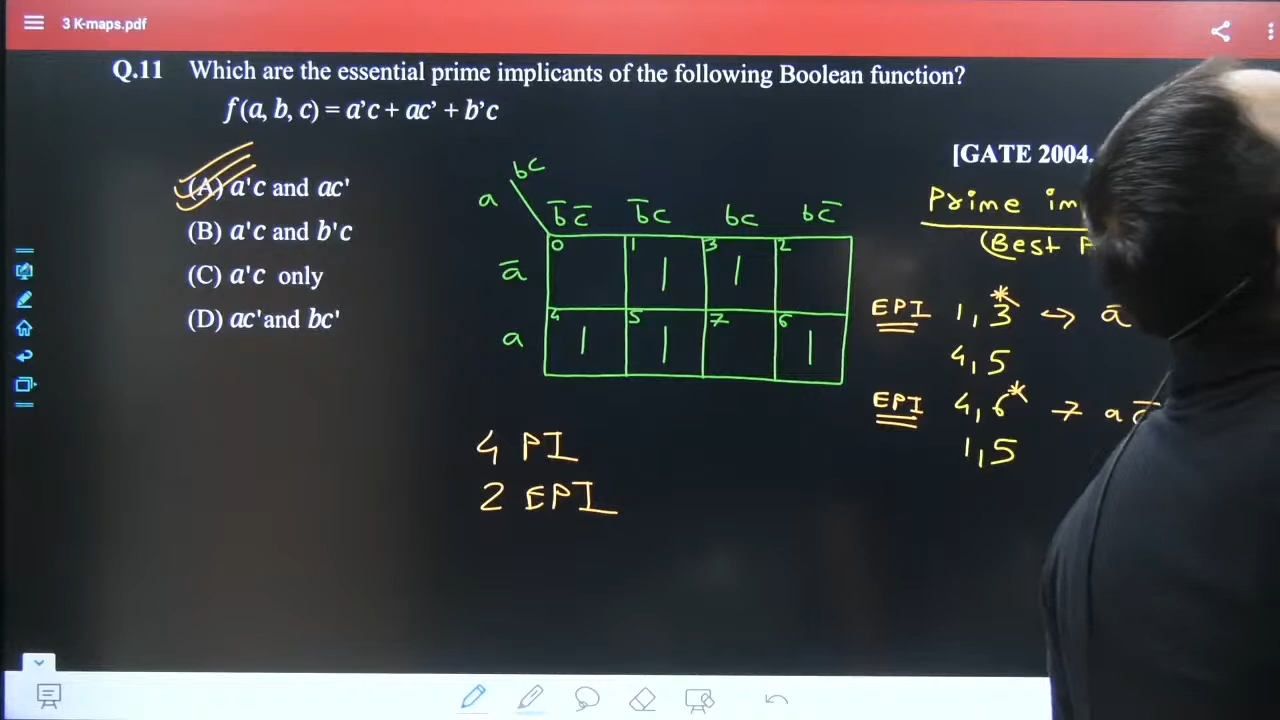 3 K-maps.pdf
Q.11 Which are the essential prime implicants of the following Boolean function?
f(a, b, c) = a’c + ac’ + b’c
[GATE 2004.
(A) a'c and ac'
(B) a'c and b'c
(C) a'c only
(D) ac'and bc'
bc
a
b̅c̅ b̅c bc bc̅
a̅ 0 1 1 3 1 2
a 4 1 5 1 7 6 1
4 PI
2 EPI
Prime
(Best
EPI 1,3* ↔ a̅
4,5
EPI 4,6* → a c̅
1,5